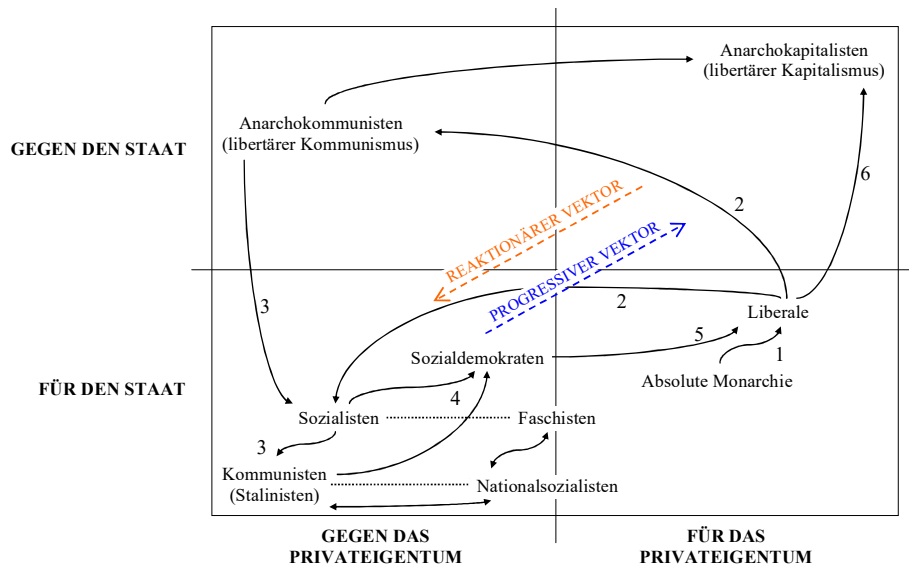 Anarchokapitalisten
(libertärer Kapitalismus)
Anarchokommunisten
(libertärer Kommunismus)
GEGEN DEN STAAT
6
2
REAKTIONÄRER VEKTOR
PROGRESSIVER VEKTOR
3
2
Liberale
5
1
Sozialdemokraten
Absolute Monarchie
FÜR DEN STAAT
4
Sozialisten
Faschisten
3
Kommunisten
(Stalinisten)
Nationalsozialisten
GEGEN DAS
PRIVATEIGENTUM
FÜR DAS
PRIVATEIGENTUM